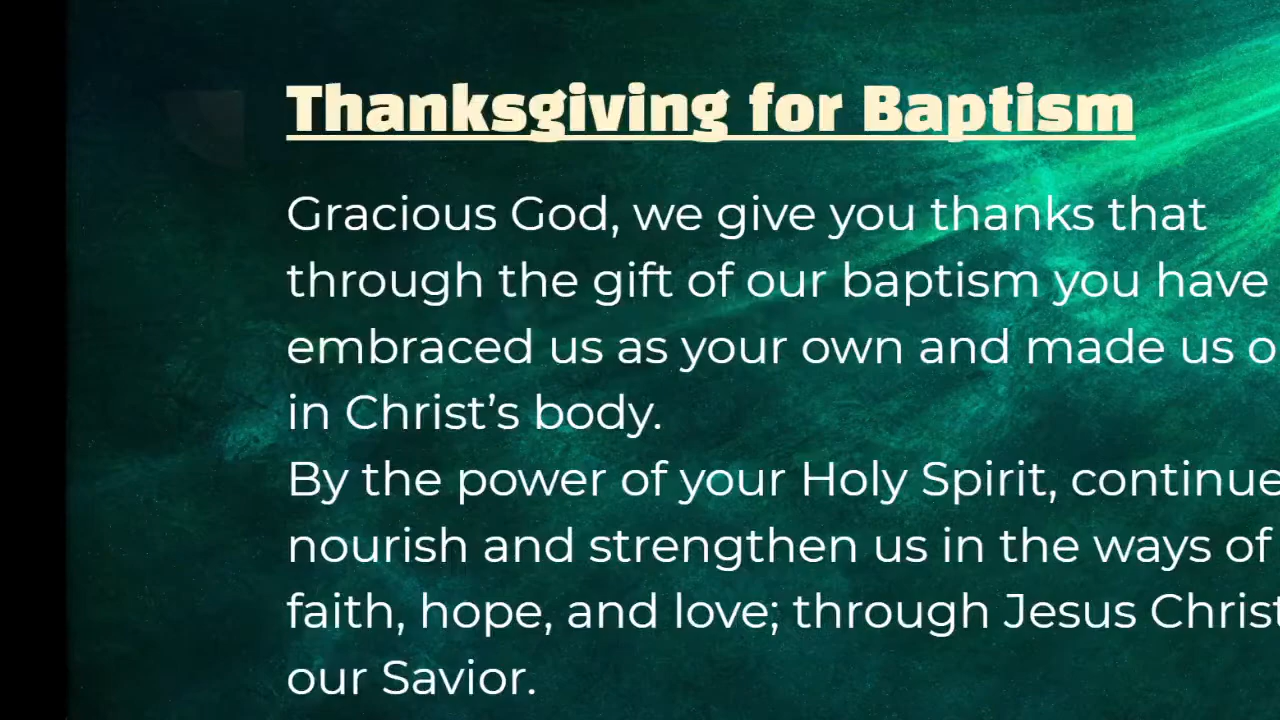 Thanksgiving for Baptism
Gracious God, we give you thanks that
through the gift of our baptism you have
embraced us as your own and made us
in Christ’s body.
By the power of your Holy Spirit, continue
nourish and strengthen us in the ways of
faith, hope, and love; through Jesus Christ
our Savior.